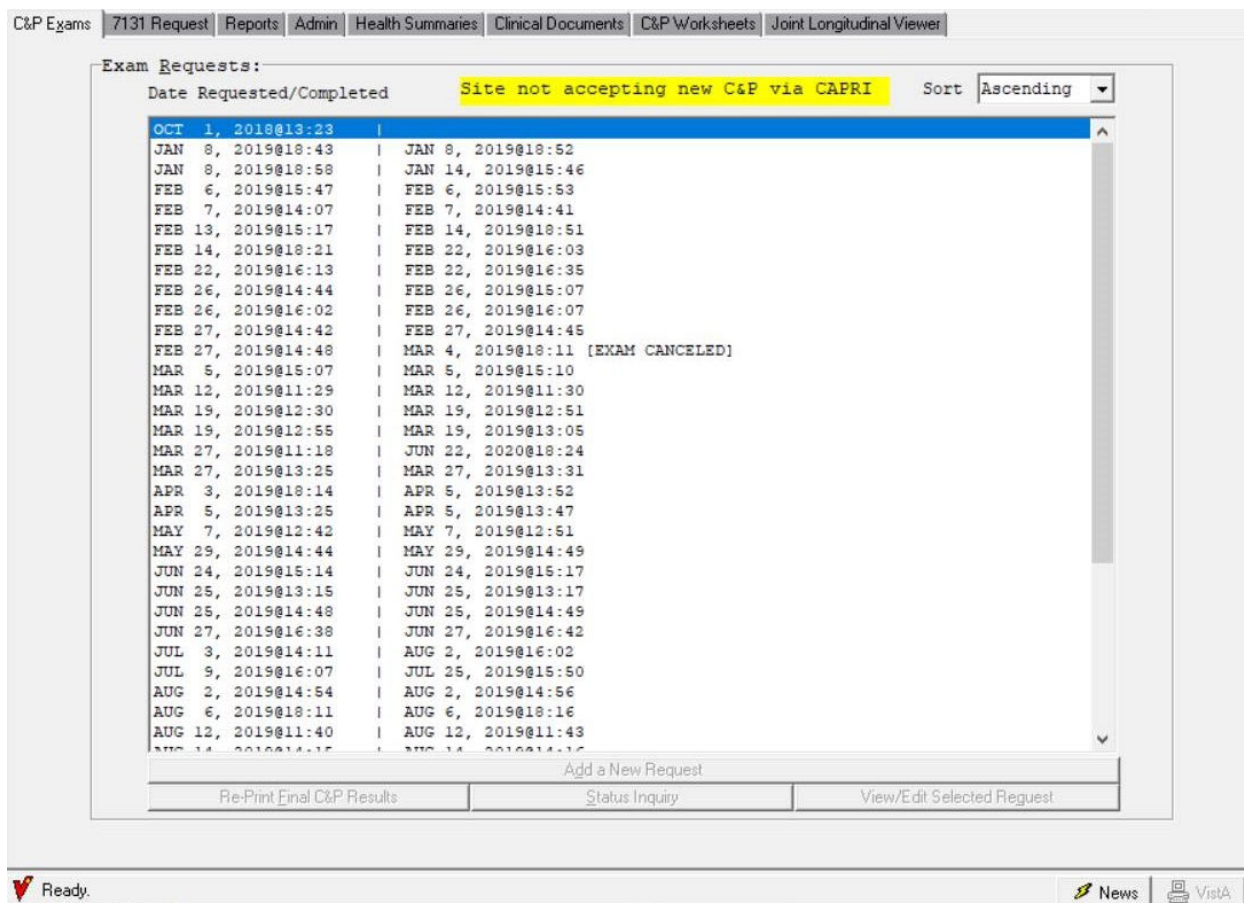 C&P Exams 7131 Request Reports Admin Health Summaries Clinical Documents C&P Worksheets Joint Longitudinal Viewer
Exam Requests:
Date Requested/Completed Site not accepting new C&P via CAPRI Sort Ascending
OCT 1, 2018@13:23 |
JAN 8, 2019@18:43 | JAN 8, 2019@18:52
JAN 8, 2019@18:58 | JAN 14, 2019@15:46
FEB 6, 2019@15:47 | FEB 6, 2019@15:53
FEB 7, 2019@14:07 | FEB 7, 2019@14:41
FEB 13, 2019@15:17 | FEB 14, 2019@18:51
FEB 14, 2019@18:21 | FEB 22, 2019@16:03
FEB 22, 2019@16:13 | FEB 22, 2019@16:35
FEB 26, 2019@14:44 | FEB 26, 2019@15:07
FEB 26, 2019@16:02 | FEB 26, 2019@16:07
FEB 27, 2019@14:42 | FEB 27, 2019@14:45
FEB 27, 2019@14:48 | MAR 4, 2019@18:11 [EXAM CANCELED]
MAR 5, 2019@15:07 | MAR 5, 2019@15:10
MAR 12, 2019@11:29 | MAR 12, 2019@11:30
MAR 19, 2019@12:30 | MAR 19, 2019@12:51
MAR 19, 2019@12:55 | MAR 19, 2019@13:05
MAR 27, 2019@11:18 | JUN 22, 2020@18:24
MAR 27, 2019@13:25 | MAR 27, 2019@13:31
APR 3, 2019@18:14 | APR 5, 2019@13:52
APR 5, 2019@13:25 | APR 5, 2019@13:47
MAY 7, 2019@12:42 | MAY 7, 2019@12:51
MAY 29, 2019@14:44 | MAY 29, 2019@14:49
JUN 24, 2019@15:14 | JUN 24, 2019@15:17
JUN 25, 2019@13:15 | JUN 25, 2019@13:17
JUN 25, 2019@14:48 | JUN 25, 2019@14:49
JUN 27, 2019@16:38 | JUN 27, 2019@16:42
JUL 3, 2019@14:11 | AUG 2, 2019@16:02
JUL 9, 2019@16:07 | JUL 25, 2019@15:50
AUG 2, 2019@14:54 | AUG 2, 2019@14:56
AUG 6, 2019@18:11 | AUG 6, 2019@18:16
AUG 12, 2019@11:40 | AUG 12, 2019@11:43
AUG 14, 2019@14:15 | AUG 14, 2019@14:16
Add a New Request
Re-Print Final C&P Results Status Inquiry View/Edit Selected Request
Ready. News VistA